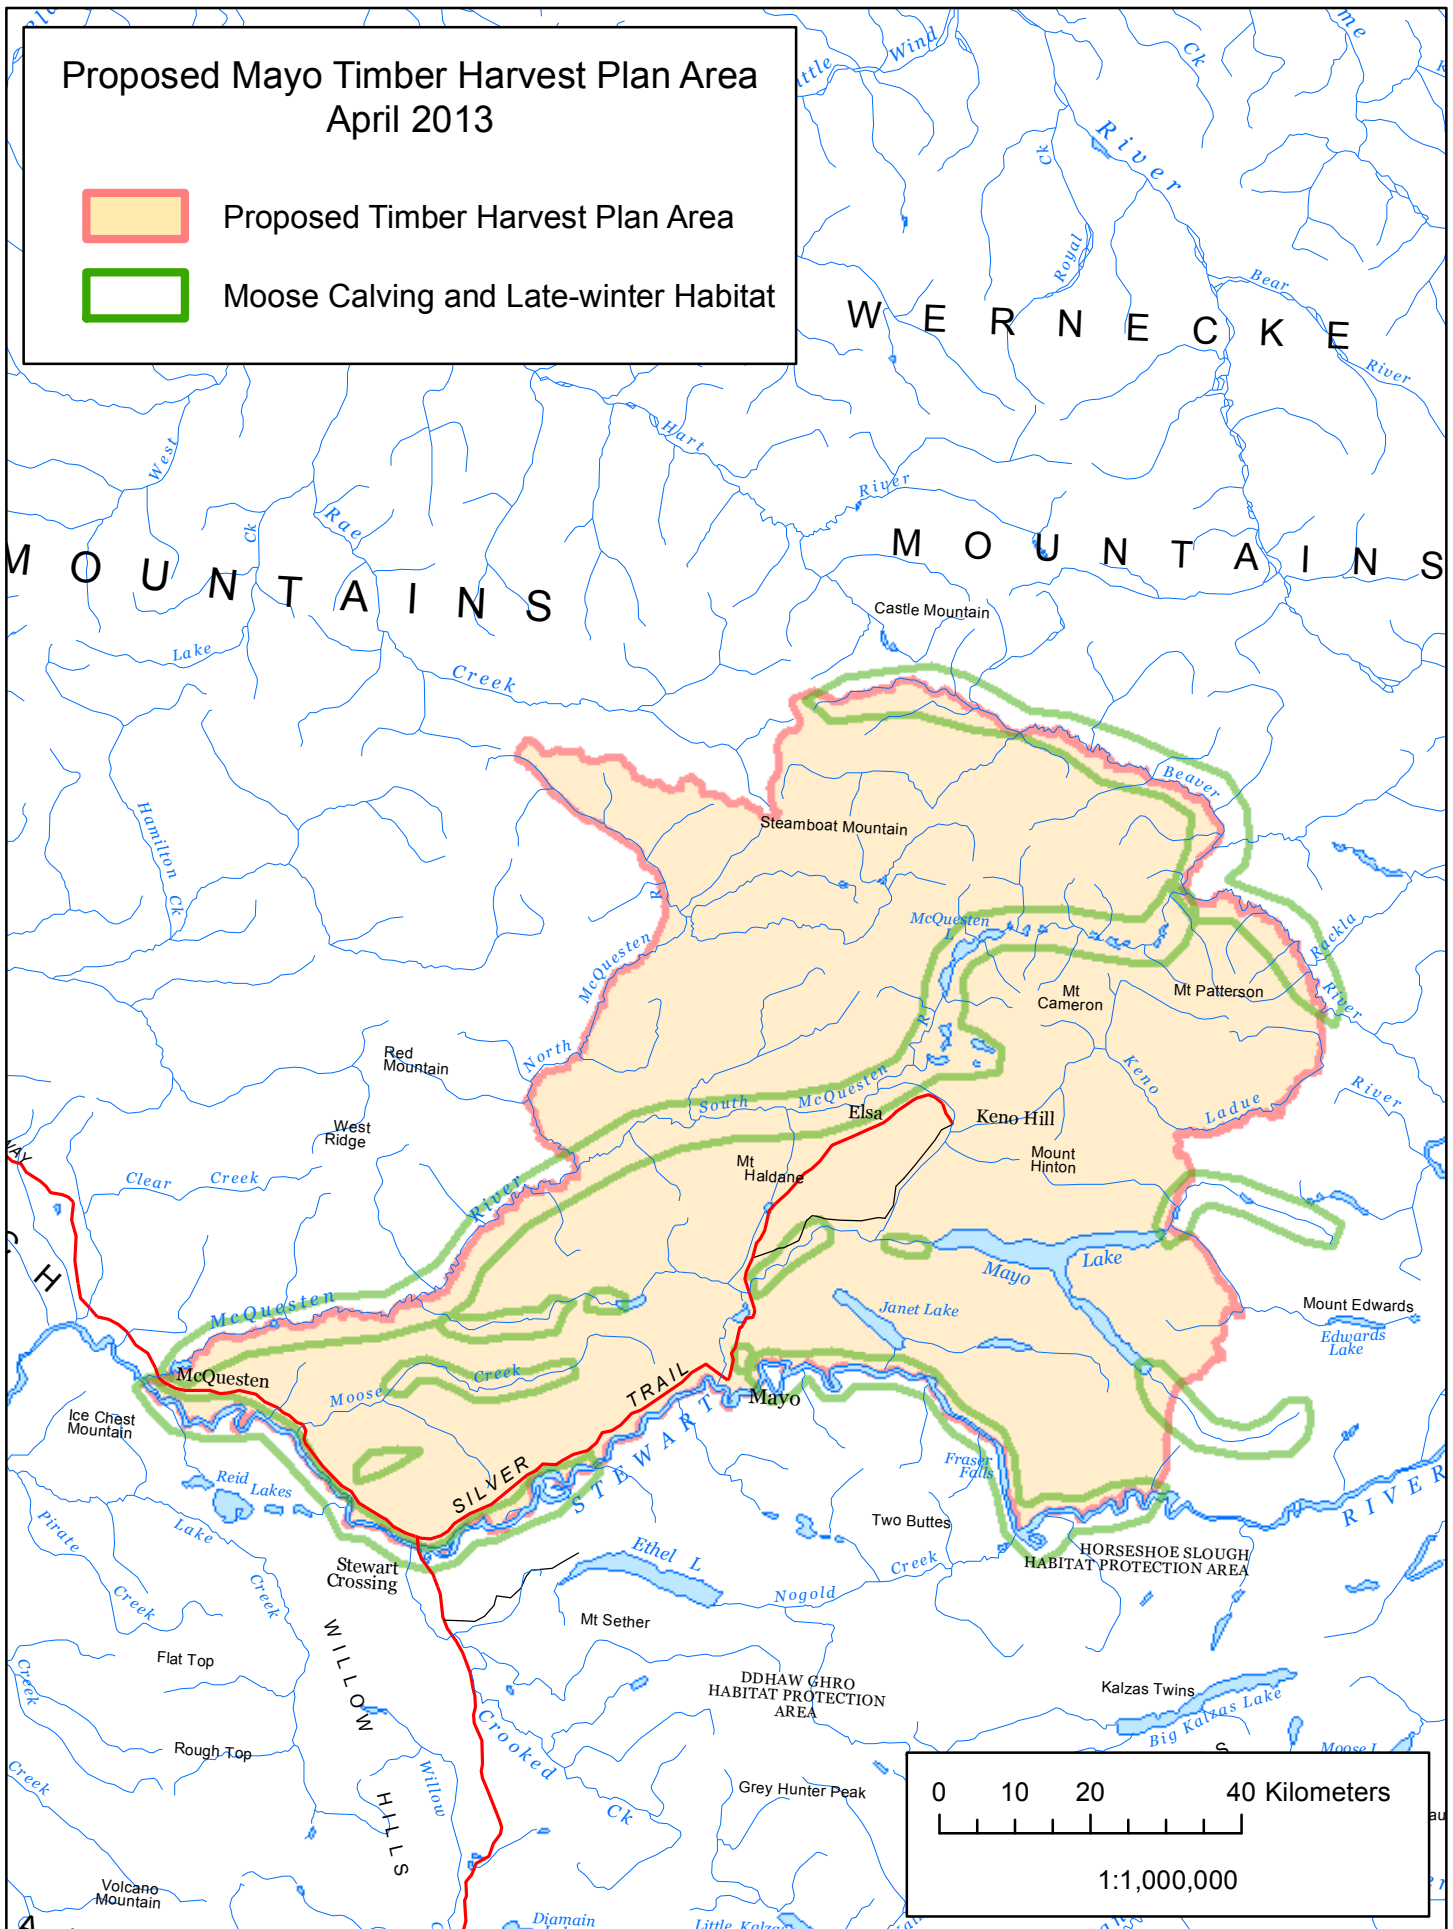 Proposed Mayo Timber Harvest Plan Area
April 2013
Proposed Timber Harvest Plan Area
Moose Calving and Late-winter Habitat
Wind
Ck
River
Ck
Royal
Bear
River
WERNECKE
MOUNTAINS
West
Ck
Rae
Hart
River
MOUNTAINS
Castle Mountain
Lake
Creek
Hamilton
Ck
Beaver
Steamboat Mountain
R
McQuesten
North
McQuesten
L
Rackla
River
Mt
Cameron
Mt Patterson
Keno
Ladue
River
Red
Mountain
West
Ridge
Clear Creek
South McQuesten R
Elsa
Keno Hill
Mount
Hinton
Mt
Haldane
River
McQuesten
Mayo Lake
Janet Lake
Mount Edwards
Edwards
Lake
McQuesten
Moose Creek
SILVER TRAIL
Mayo
STEWART
RIVER
Ice Chest
Mountain
Reid
Lakes
Fraser
Falls
Two Buttes
HORSESHOE SLOUGH
HABITAT PROTECTION AREA
Pirate
Creek
Lake
Creek
Stewart
Crossing
Ethel L
Nogold Creek
Mt Sether
WILLOW
HILLS
Flat Top
Creek
DDHAW GHRO
HABITAT PROTECTION
AREA
Kalzas Twins
Big Kalzas Lake
Rough Top
Creek
Crooked
Ck
Willow
Grey Hunter Peak
Volcano
Mountain
Diamain
Little
0 10 20 40 Kilometers
1:1,000,000